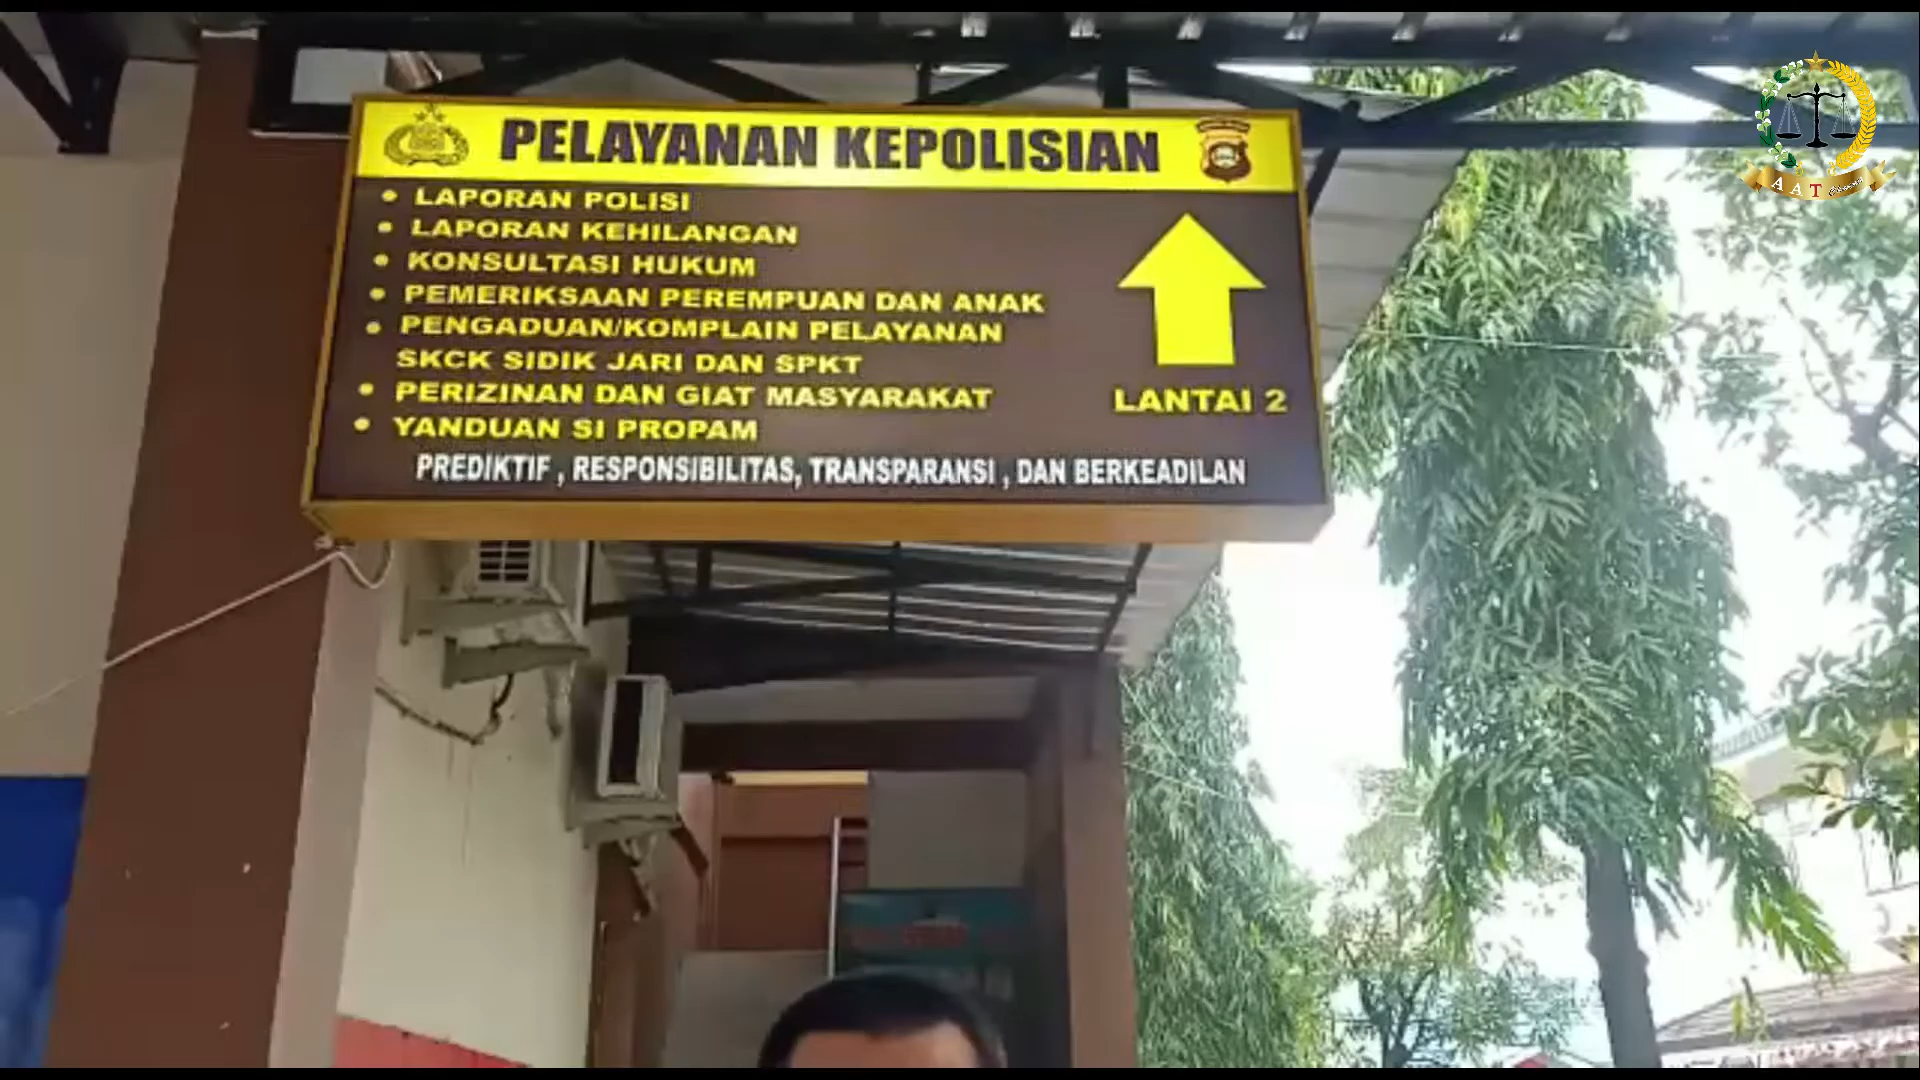 PELAYANAN KEPOLISIAN
• LAPORAN POLISI
• LAPORAN KEHILANGAN
• KONSULTASI HUKUM
• PEMERIKSAAN PEREMPUAN DAN ANAK
• PENGADUAN/KOMPLAIN PELAYANAN
SKCK SIDIK JARI DAN SPKT
• PERIZINAN DAN GIAT MASYARAKAT
• YANDUAN SI PROPAM
LANTAI 2
PREDIKTIF , RESPONSIBILITAS, TRANSPARANSI , DAN BERKEADILAN
A A T